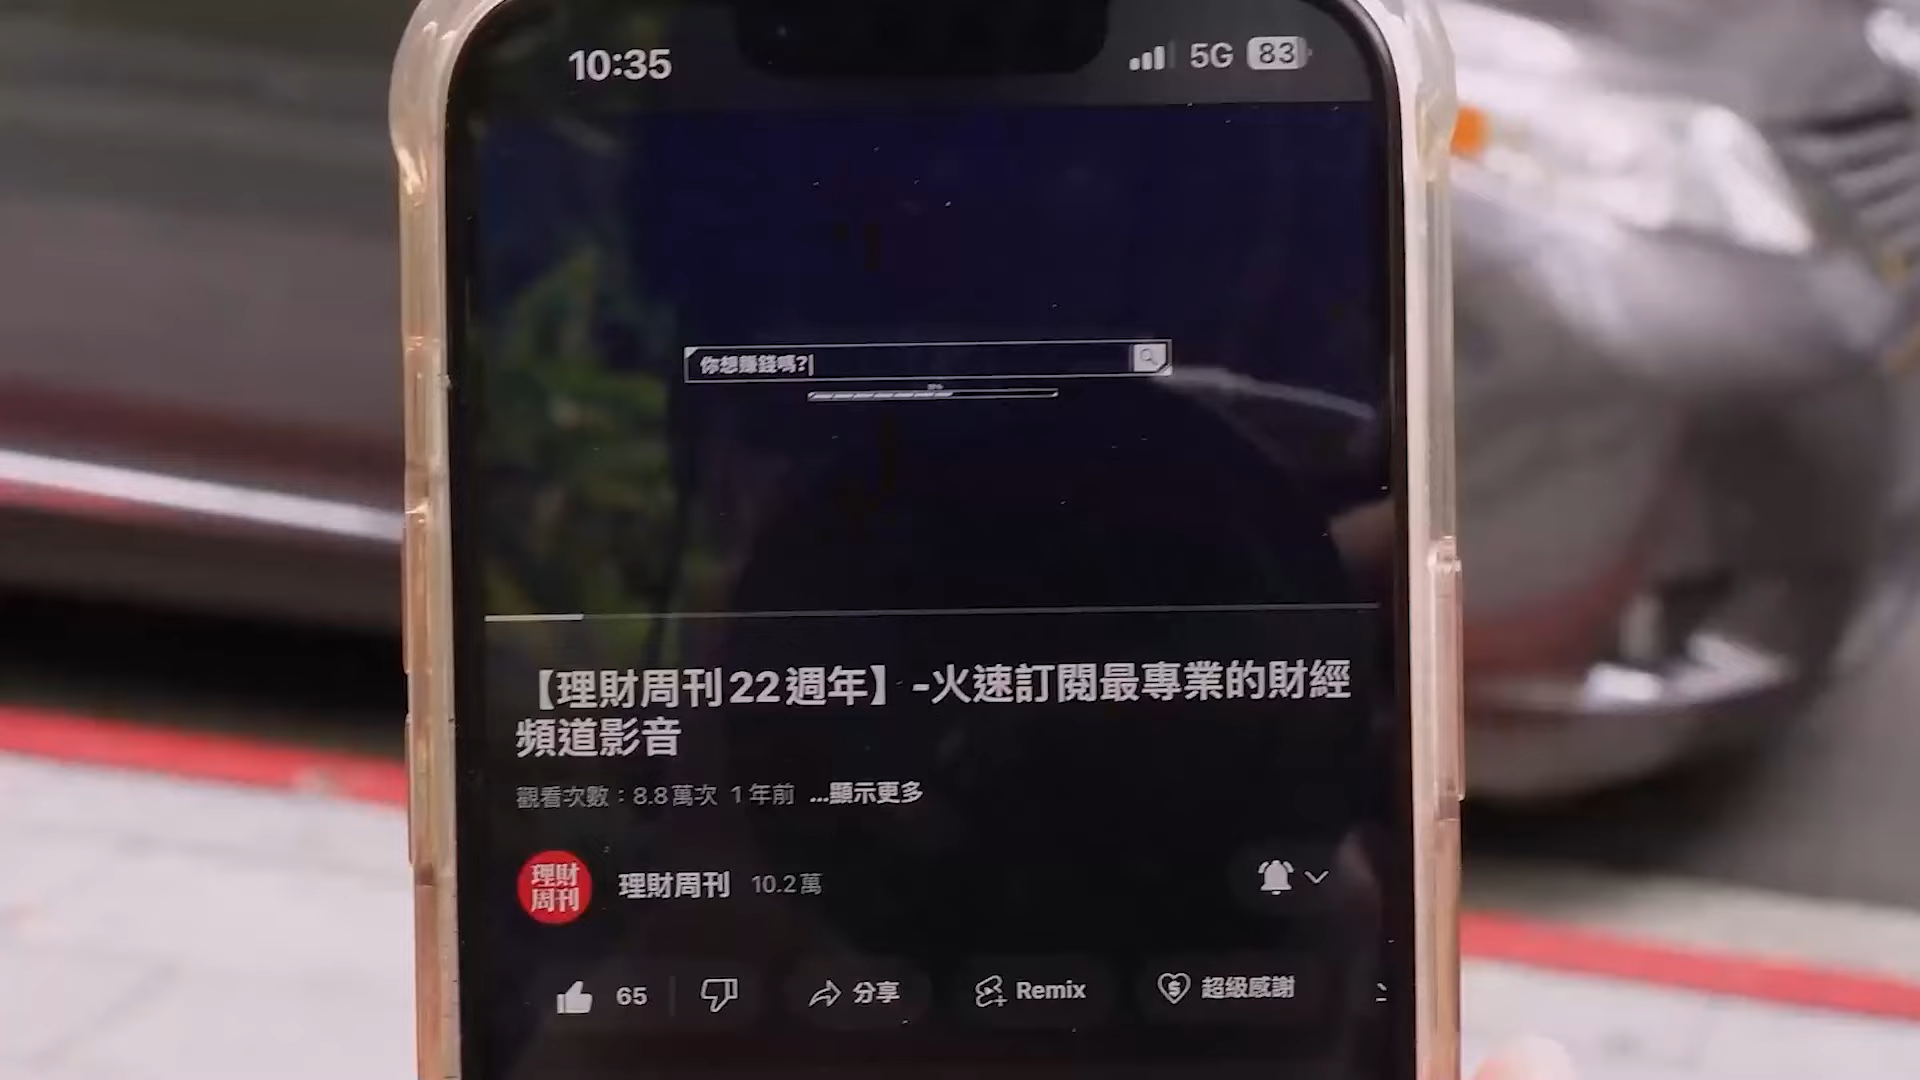 10:35
5G 83
你想賺錢嗎?
【理財周刊22週年】-火速訂閱最專業的財經
頻道影音
觀看次數：8.8萬次 1年前 ...顯示更多
理財
周刊
理財周刊 10.2萬
65
分享
Remix
超級感謝